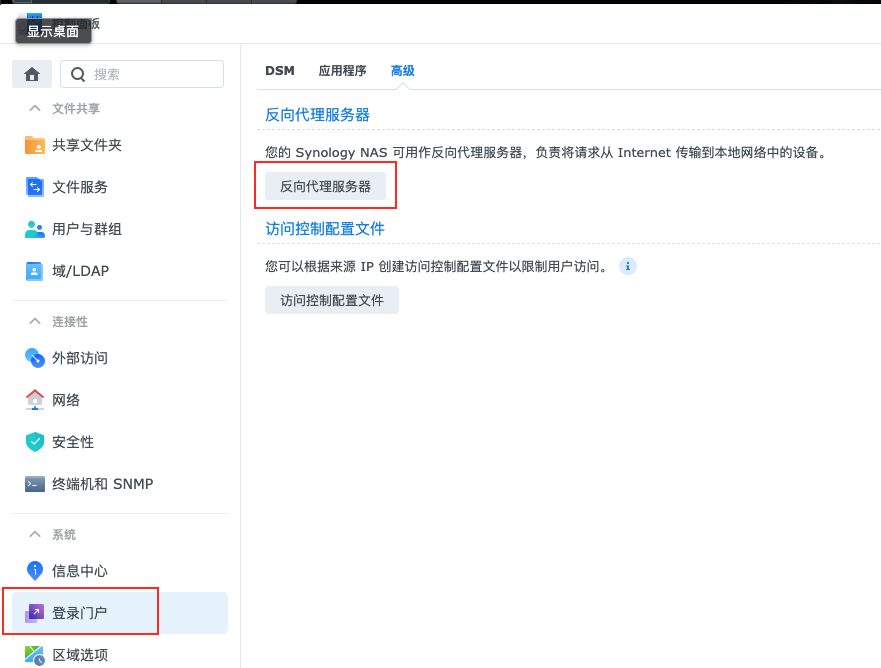 控制面板
显示桌面
搜索
文件共享
共享文件夹
文件服务
用户与群组
域/LDAP
连接性
外部访问
网络
安全性
终端机和 SNMP
系统
信息中心
登录门户
区域选项
DSM 应用程序 高级
反向代理服务器
您的 Synology NAS 可用作反向代理服务器，负责将请求从 Internet 传输到本地网络中的设备。
反向代理服务器
访问控制配置文件
您可以根据来源 IP 创建访问控制配置文件以限制用户访问。
访问控制配置文件